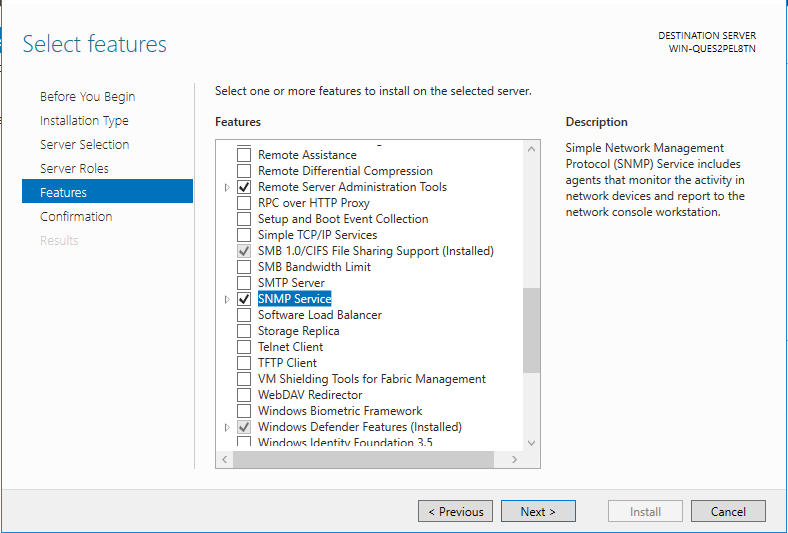 Select features
DESTINATION SERVER
WIN-QUES2PEL8TN
Before You Begin
Installation Type
Server Selection
Server Roles
Features
Confirmation
Results
Select one or more features to install on the selected server.
Features
Remote Assistance
Remote Differential Compression
Remote Server Administration Tools
RPC over HTTP Proxy
Setup and Boot Event Collection
Simple TCP/IP Services
SMB 1.0/CIFS File Sharing Support (Installed)
SMB Bandwidth Limit
SMTP Server
SNMP Service
Software Load Balancer
Storage Replica
Telnet Client
TFTP Client
VM Shielding Tools for Fabric Management
WebDAV Redirector
Windows Biometric Framework
Windows Defender Features (Installed)
Windows Identity Foundation 3.5
Description
Simple Network Management
Protocol (SNMP) Service includes
agents that monitor the activity in
network devices and report to the
network console workstation.
< Previous
Next >
Install
Cancel